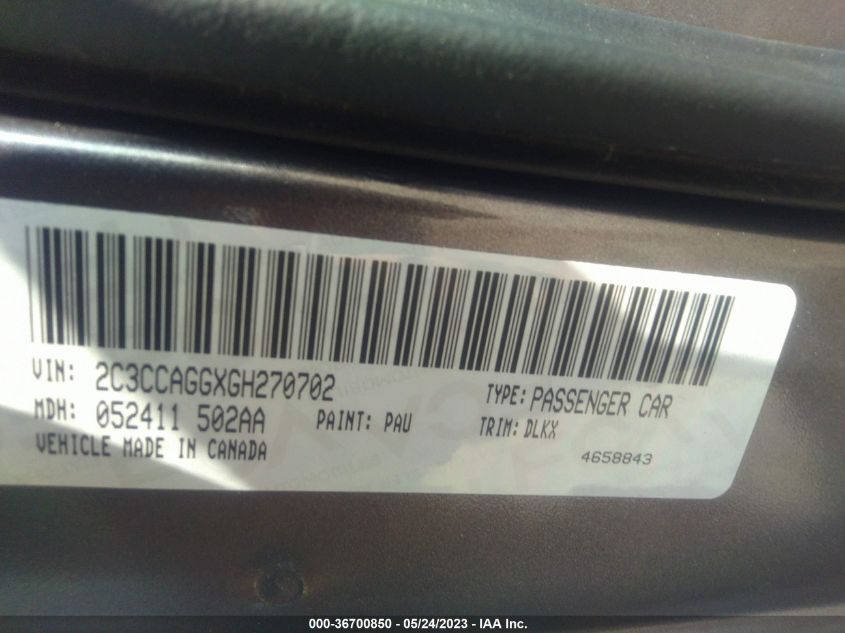 VIN: 2C3CCAGGXGH270702 TYPE: PASSENGER CAR
MDH: 052411 502AA PAINT: PAU TRIM: DLKX
VEHICLE MADE IN CANADA 4658843
000-36700850 - 05/24/2023 - IAA Inc.